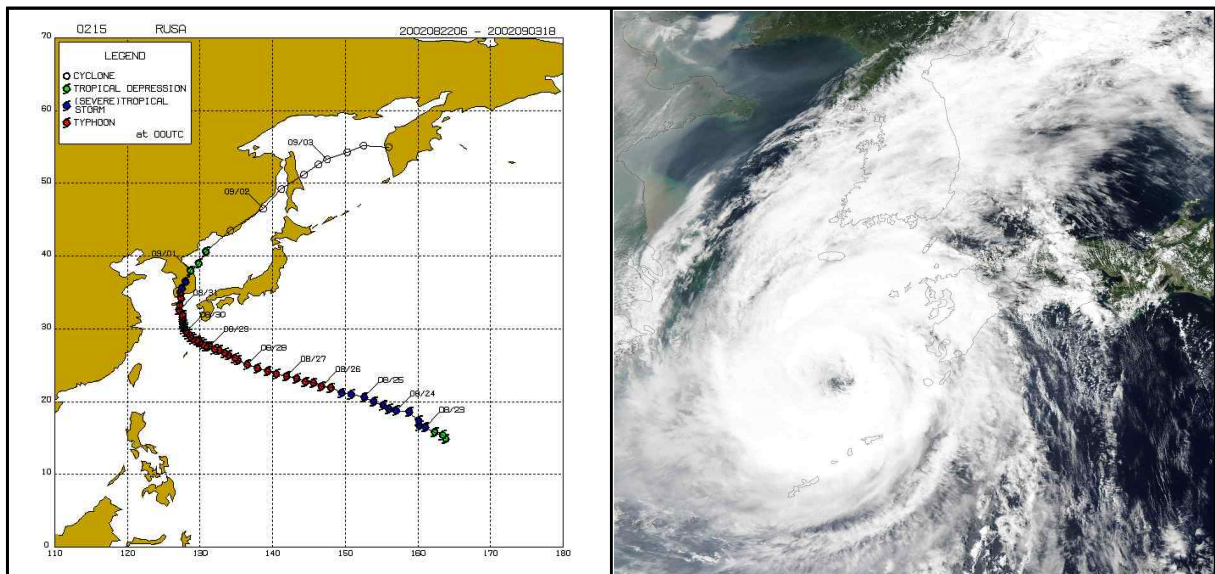 0215 RUSA 2002082206 - 2002090318
70
LEGEND
CYCLONE
TROPICAL DEPRESSION
(SEVERE)TROPICAL
STORM
TYPHOON
at 00UTC
60
09/03
50
09/02
40
09/01
08/31
30
08/30
08/29
08/28
08/27
08/26
08/25
08/24
20
08/23
10
0
110 120 130 140 150 160 170 180